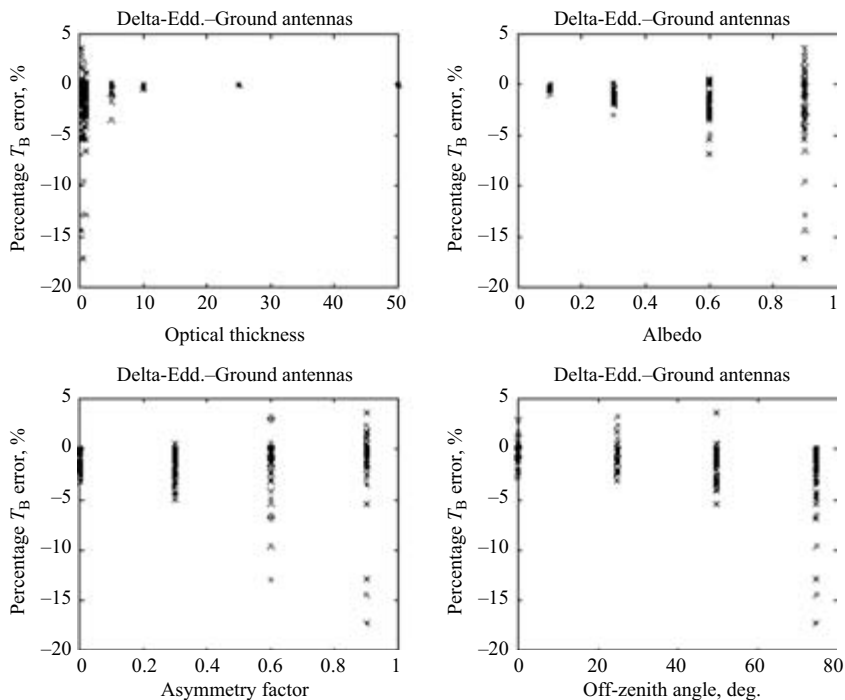 Delta-Edd.–Ground antennas
5
0
–5
–10
–15
–20
Percentage TB error, %
0 10 20 30 40 50
Optical thickness
Delta-Edd.–Ground antennas
5
0
–5
–10
–15
–20
Percentage TB error, %
0 0.2 0.4 0.6 0.8 1
Albedo
Delta-Edd.–Ground antennas
5
0
–5
–10
–15
–20
Percentage TB error, %
0 0.2 0.4 0.6 0.8 1
Asymmetry factor
Delta-Edd.–Ground antennas
5
0
–5
–10
–15
–20
Percentage TB error, %
0 20 40 60 80
Off-zenith angle, deg.